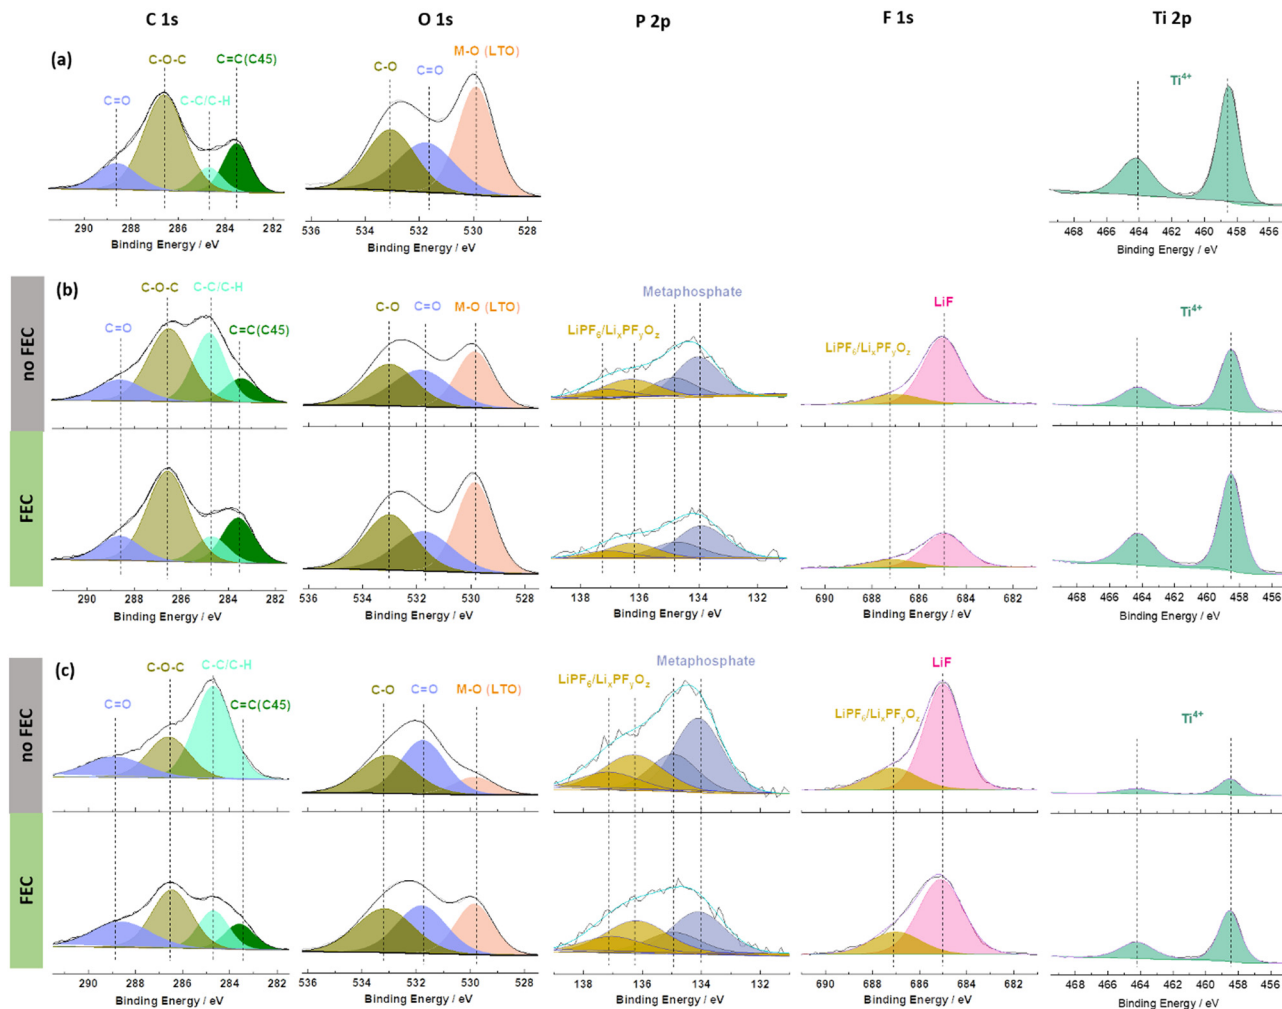 C 1s O 1s P 2p F 1s Ti 2p
(a)
C=O C-O-C C-C/C-H C=C(C45)
C-O C=O M-O (LTO)
Ti⁴⁺
290 288 286 284 282
Binding Energy / eV
536 534 532 530 528
Binding Energy / eV
468 466 464 462 460 458 456
Binding Energy / eV
no FEC
(b)
C=O C-O-C C-C/C-H C=C(C45)
C-O C=O M-O (LTO)
LiPF₆/LiₓPFᵧO_z Metaphosphate
LiPF₆/LiₓPFᵧO_z LiF
Ti⁴⁺
FEC
290 288 286 284 282
Binding Energy / eV
536 534 532 530 528
Binding Energy / eV
138 136 134 132
Binding Energy / eV
690 688 686 684 682
Binding Energy / eV
468 466 464 462 460 458 456
Binding Energy / eV
no FEC
(c)
C=O C-O-C C-C/C-H C=C(C45)
C-O C=O M-O (LTO)
LiPF₆/LiₓPFᵧO_z Metaphosphate
LiPF₆/LiₓPFᵧO_z LiF
Ti⁴⁺
FEC
290 288 286 284 282
Binding Energy / eV
536 534 532 530 528
Binding Energy / eV
138 136 134 132
Binding Energy / eV
690 688 686 684 682
Binding Energy / eV
468 466 464 462 460 458 456
Binding Energy / eV